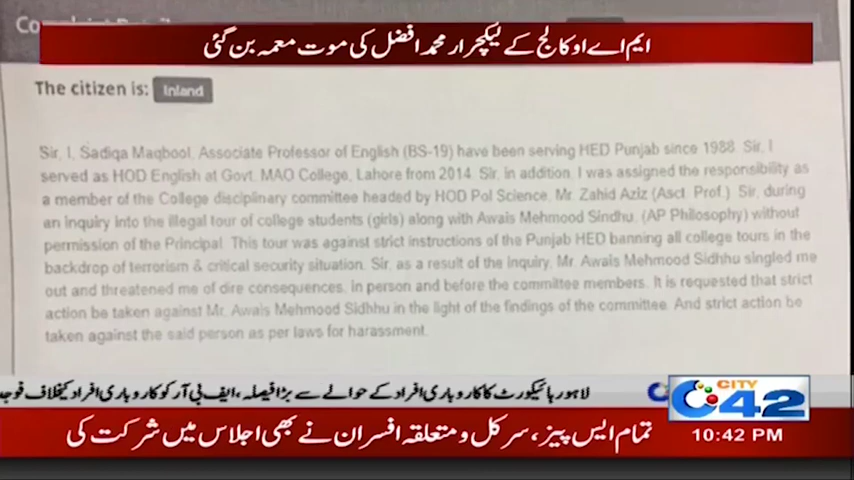 Complaint
ایم اے او کالج کے لیکچرار محمد افضل کی موت معمہ بن گئی
The citizen is: Inland
Sir, I, Sadiqa Maqbool, Associate Professor of English (BS-19) have been serving HED Punjab since 1988. Sir, I
served as HOD English at Govt. MAO College, Lahore from 2014. Sir, in addition, I was assigned the responsibility as
a member of the College disciplinary committee headed by HOD Pol Science, Mr. Zahid Aziz (Asct. Prof.). Sir, during
an inquiry into the illegal tour of college students (girls) along with Awais Mehmood Sindhu, (AP Philosophy) without
permission of the Principal. This tour was against strict instructions of the Punjab HED banning all college tours in the
backdrop of terrorism & critical security situation. Sir, as a result of the inquiry, Mr. Awais Mehmood Sidhhu singled me
out and threatened me of dire consequences, in person and before the committee members. It is requested that strict
action be taken against Mr. Awais Mehmood Sidhhu in the light of the findings of the committee. And strict action be
taken against the said person as per laws for harassment.
لاہور ہائیکورٹ کا کاروباری افراد کے حوالے سے بڑا فیصلہ، ایف بی آر کو کاروباری افراد کیخلاف فوجد
CITY
42
تمام ایس پیز، سرکل و متعلقہ افسران نے بھی اجلاس میں شرکت کی
10:42 PM